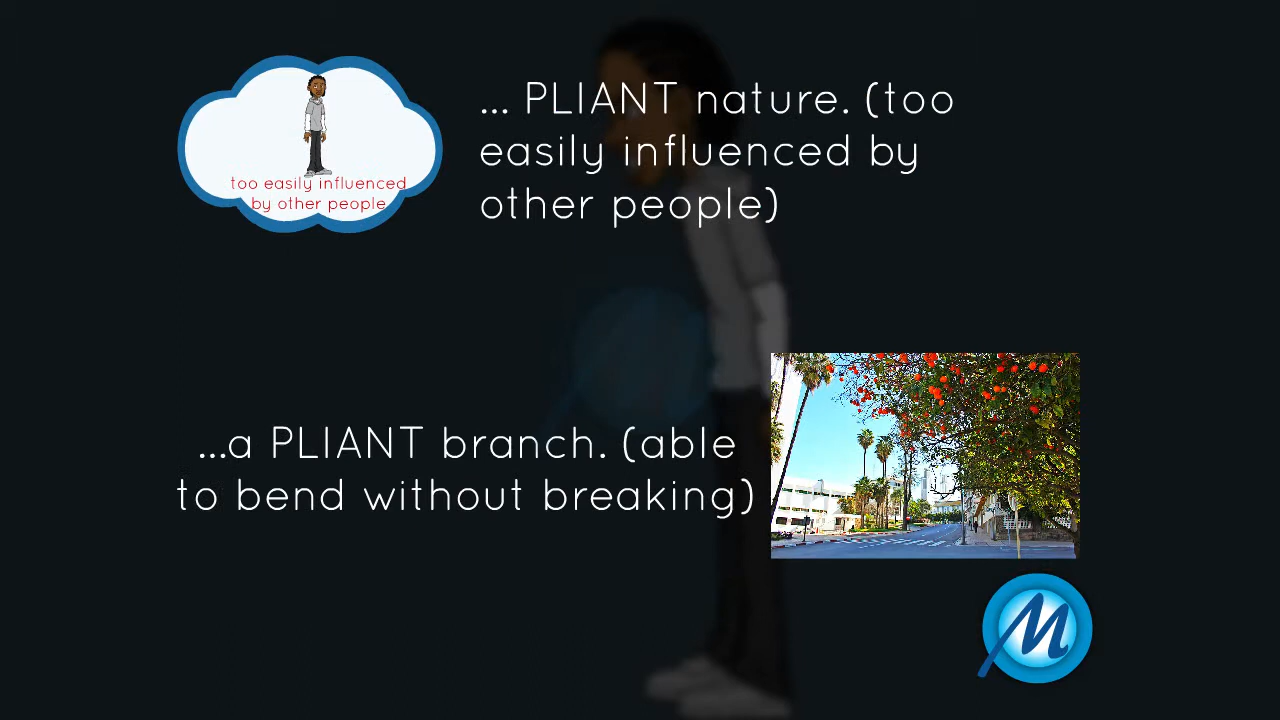 too easily influenced
by other people
... PLIANT nature. (too
easily influenced by
other people)
...a PLIANT branch. (able
to bend without breaking)
M